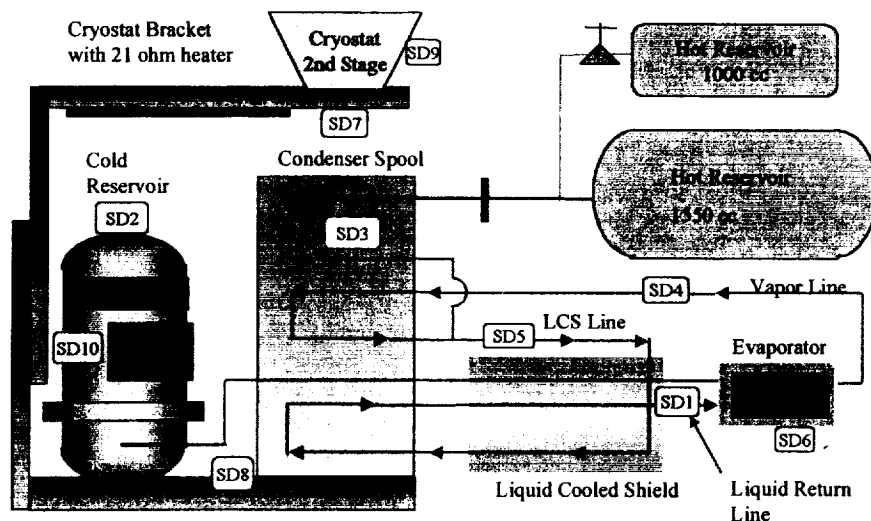 Cryostat Bracket
with 21 ohm heater
Cryostat
2nd Stage
SD9
Hot Reservoir
1000 cc
SD7
Cold
Reservoir
Condenser Spool
SD2
Hot Reservoir
1550 cc
SD3
SD4
Vapor Line
SD10
SD5
LCS Line
Evaporator
SD1
SD6
SD8
Liquid Cooled Shield
Liquid Return
Line